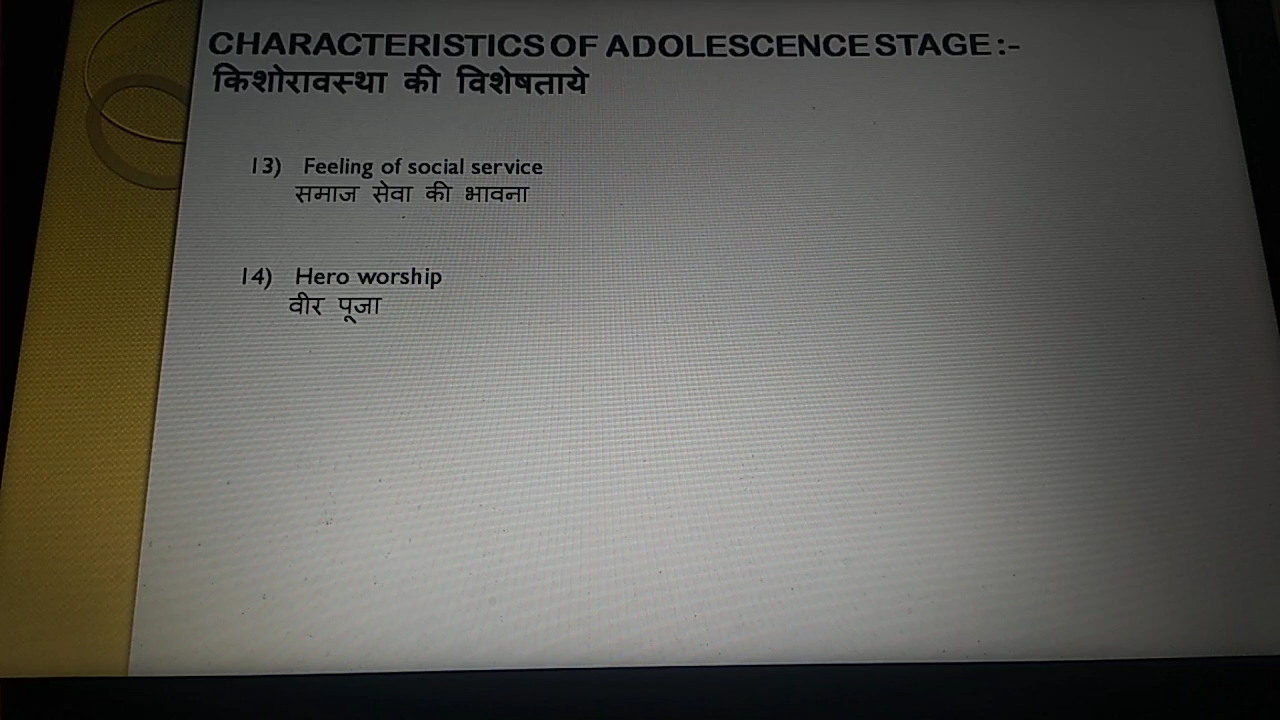 CHARACTERISTICS OF ADOLESCENCE STAGE :-
किशोरावस्था की विशेषताये
13) Feeling of social service
समाज सेवा की भावना
14) Hero worship
वीर पूजा